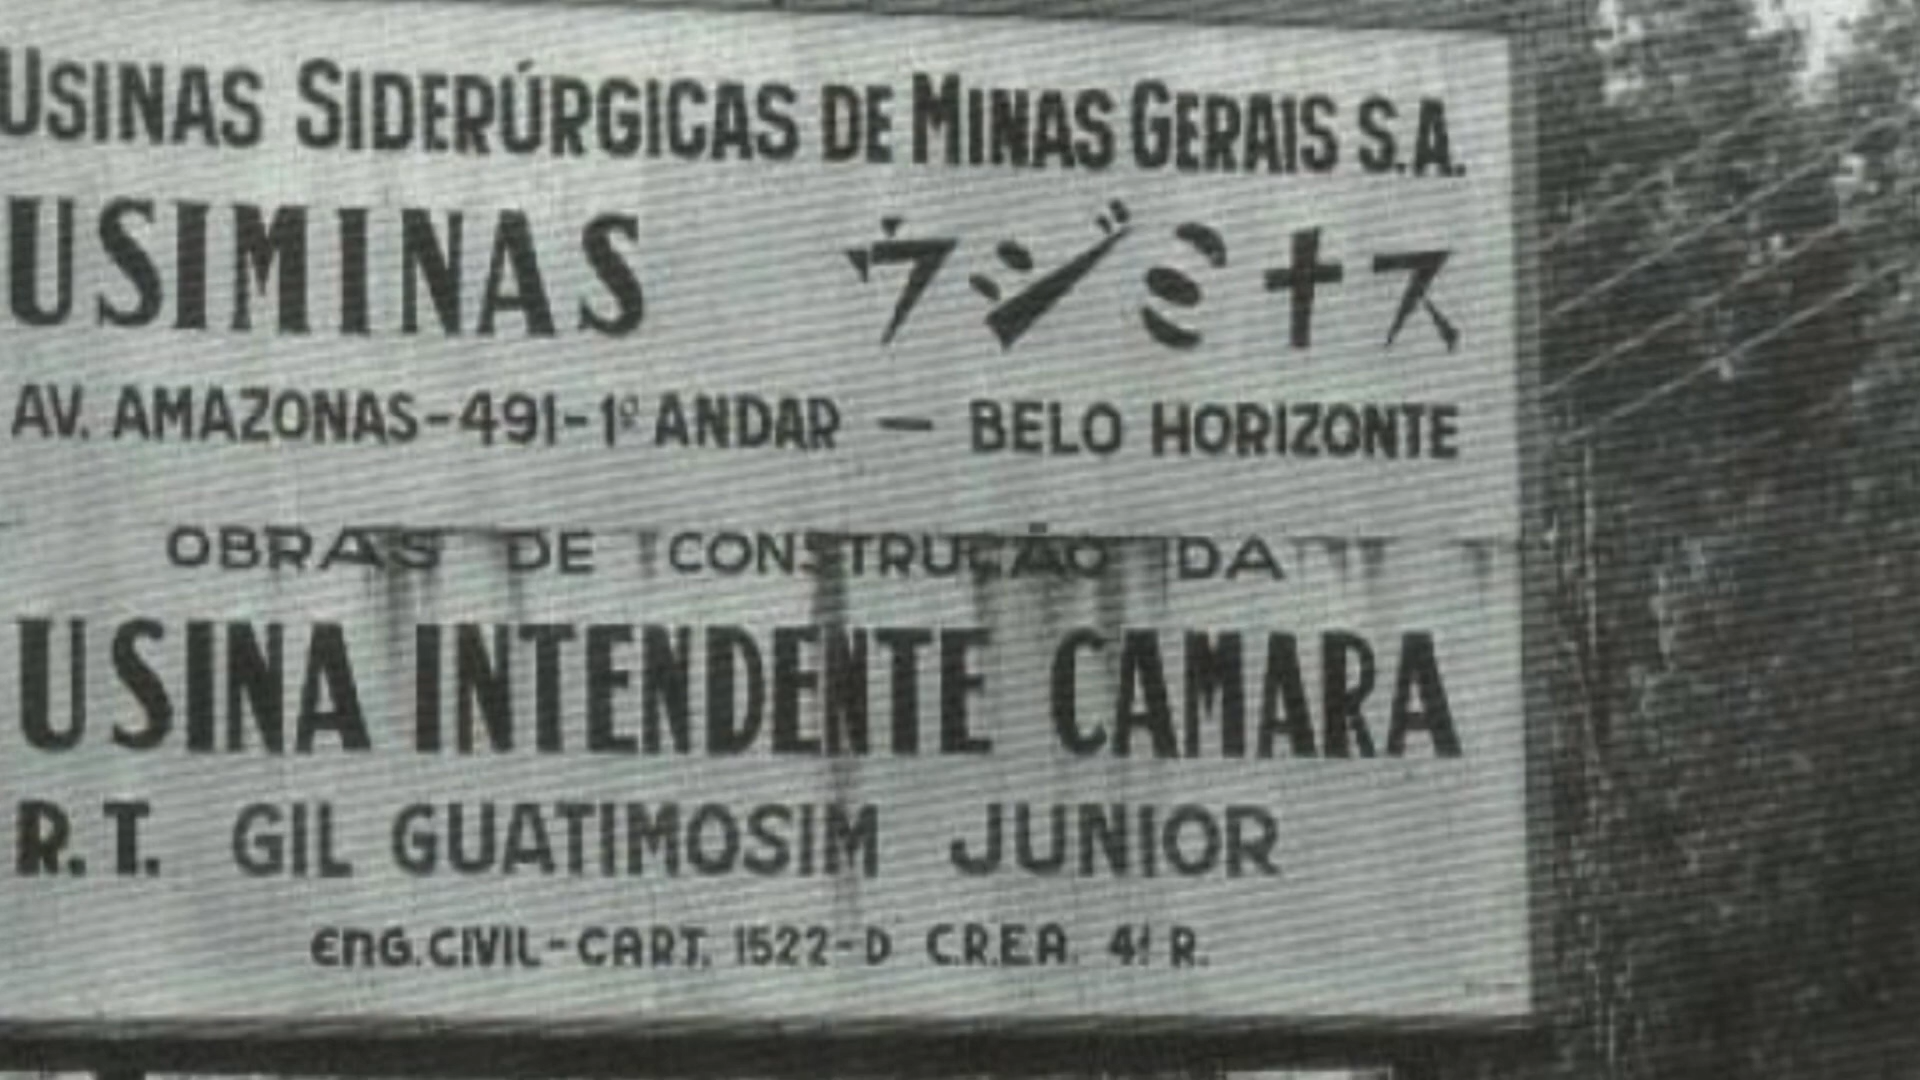 USINAS SIDERÚRGICAS DE MINAS GERAIS S.A.
USIMINAS ウジミナス
AV. AMAZONAS-491-1º ANDAR — BELO HORIZONTE
OBRAS DE CONSTRUÇÃO DA
USINA INTENDENTE CAMARA
R.T. GIL GUATIMOSIM JUNIOR
ENG. CIVIL-CART. 1522-D C.R.E.A. 4ª R.